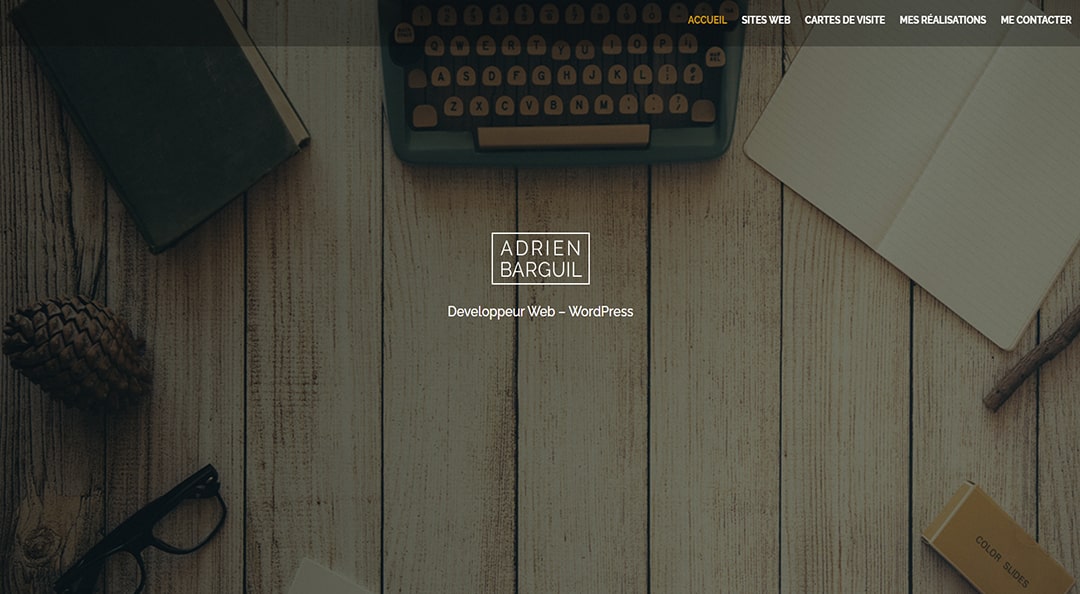 ACCUEIL SITES WEB CARTES DE VISITE MES RÉALISATIONS ME CONTACTER
Q W E R T Y U I O P
A S D F G H J K L
Z X C V B N M
ADRIEN
BARGUIL
Developpeur Web – WordPress
COLOR SLIDES